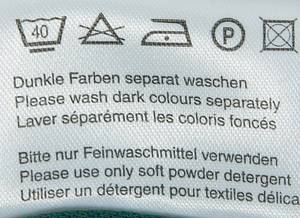 40 P
Dunkle Farben separat waschen
Please wash dark colours separately
Laver séparément les coloris foncés
Bitte nur Feinwaschmittel verwenden
Please use only soft powder detergent
Utiliser un détergent pour textiles délica